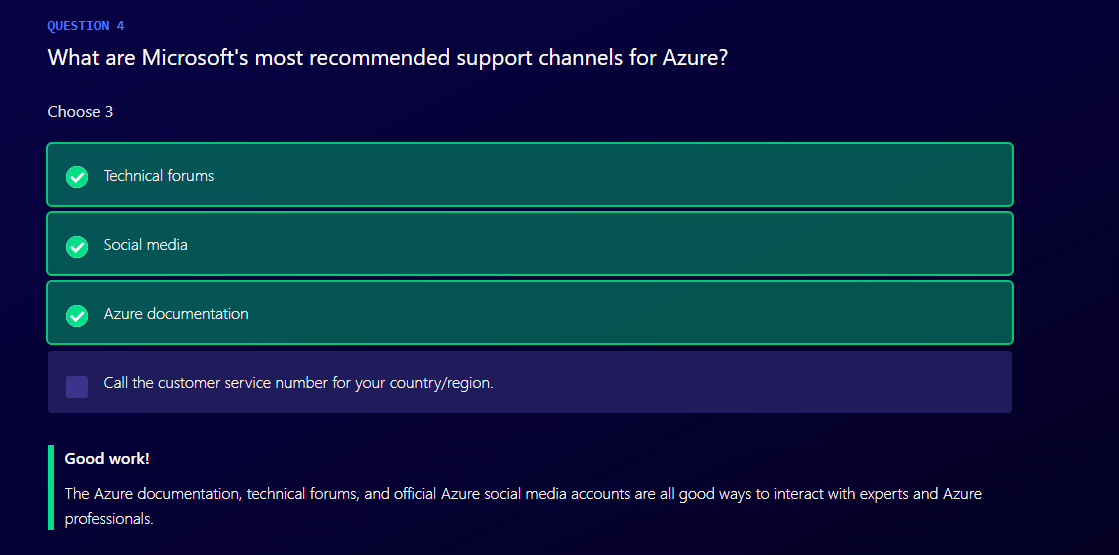 QUESTION 4
What are Microsoft's most recommended support channels for Azure?
Choose 3
Technical forums
Social media
Azure documentation
Call the customer service number for your country/region.
Good work!
The Azure documentation, technical forums, and official Azure social media accounts are all good ways to interact with experts and Azure
professionals.